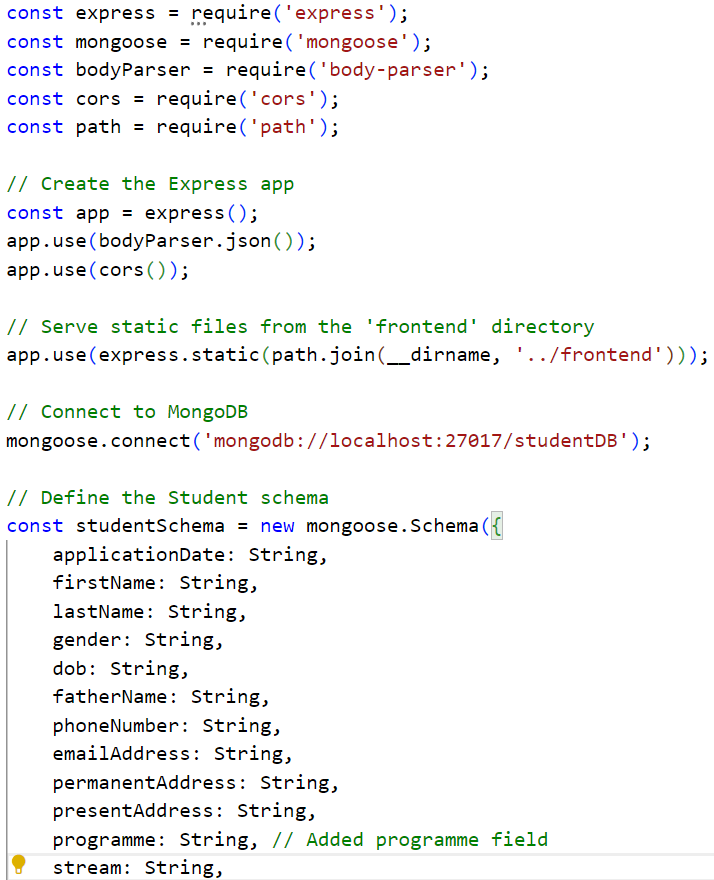 const express = require('express');
const mongoose = require('mongoose');
const bodyParser = require('body-parser');
const cors = require('cors');
const path = require('path');

// Create the Express app
const app = express();
app.use(bodyParser.json());
app.use(cors());

// Serve static files from the 'frontend' directory
app.use(express.static(path.join(__dirname, '../frontend')));

// Connect to MongoDB
mongoose.connect('mongodb://localhost:27017/studentDB');

// Define the Student schema
const studentSchema = new mongoose.Schema({
    applicationDate: String,
    firstName: String,
    lastName: String,
    gender: String,
    dob: String,
    fatherName: String,
    phoneNumber: String,
    emailAddress: String,
    permanentAddress: String,
    presentAddress: String,
    programme: String, // Added programme field
    stream: String,